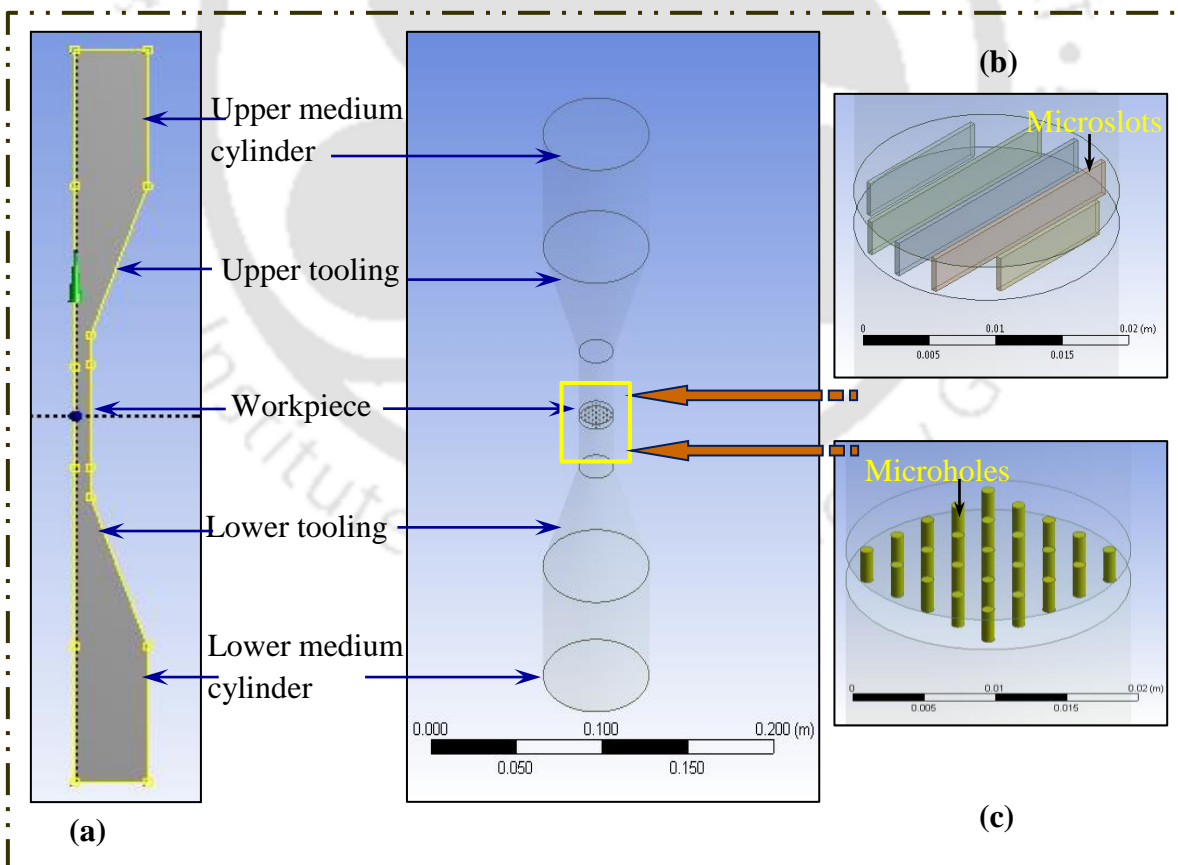 (b)
Upper medium
cylinder
Microslots
Upper tooling
0 0.01 0.02 (m)
0.005 0.015
Workpiece
Microholes
Lower tooling
Lower medium
cylinder
0 0.01 0.02 (m)
0.005 0.015
0.000 0.100 0.200 (m)
0.050 0.150
(a)
(c)
Institute
G